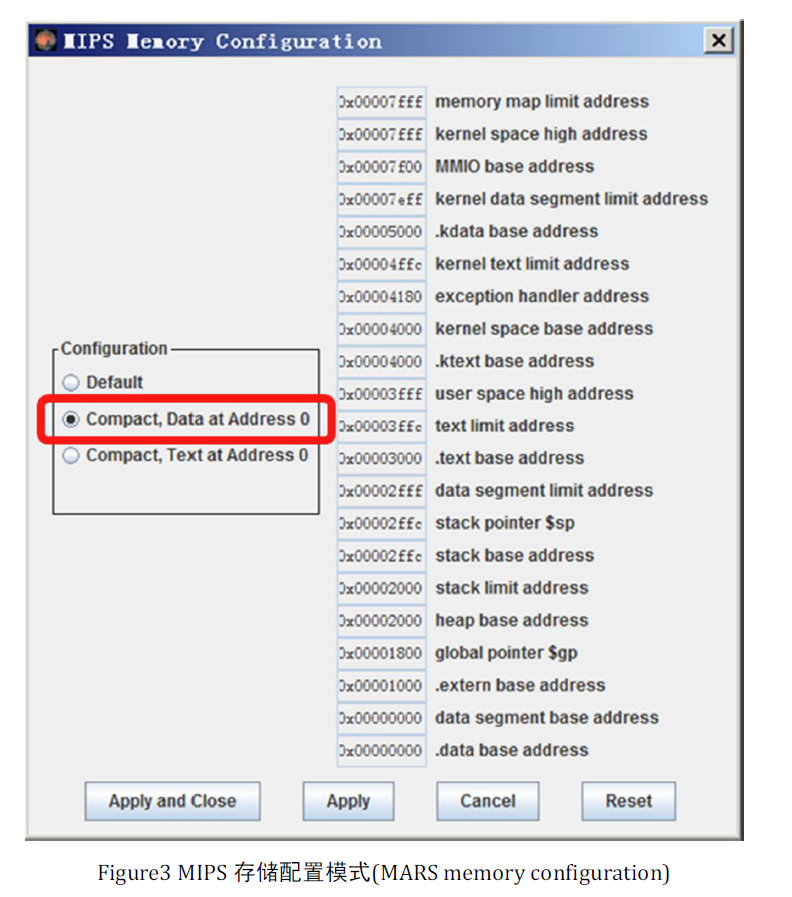 MIPS Memory Configuration
0x00007fff memory map limit address
0x00007fff kernel space high address
0x00007f00 MMIO base address
0x00007eff kernel data segment limit address
0x00005000 .kdata base address
0x00004ffc kernel text limit address
0x00004180 exception handler address
0x00004000 kernel space base address
0x00004000 .ktext base address
0x00003fff user space high address
0x00003ffc text limit address
0x00003000 .text base address
0x00002fff data segment limit address
0x00002ffc stack pointer $sp
0x00002ffc stack base address
0x00002000 stack limit address
0x00002000 heap base address
0x00001800 global pointer $gp
0x00001000 .extern base address
0x00000000 data segment base address
0x00000000 .data base address
Configuration
Default
Compact, Data at Address 0
Compact, Text at Address 0
Apply and Close Apply Cancel Reset
Figure3 MIPS 存储配置模式(MARS memory configuration)